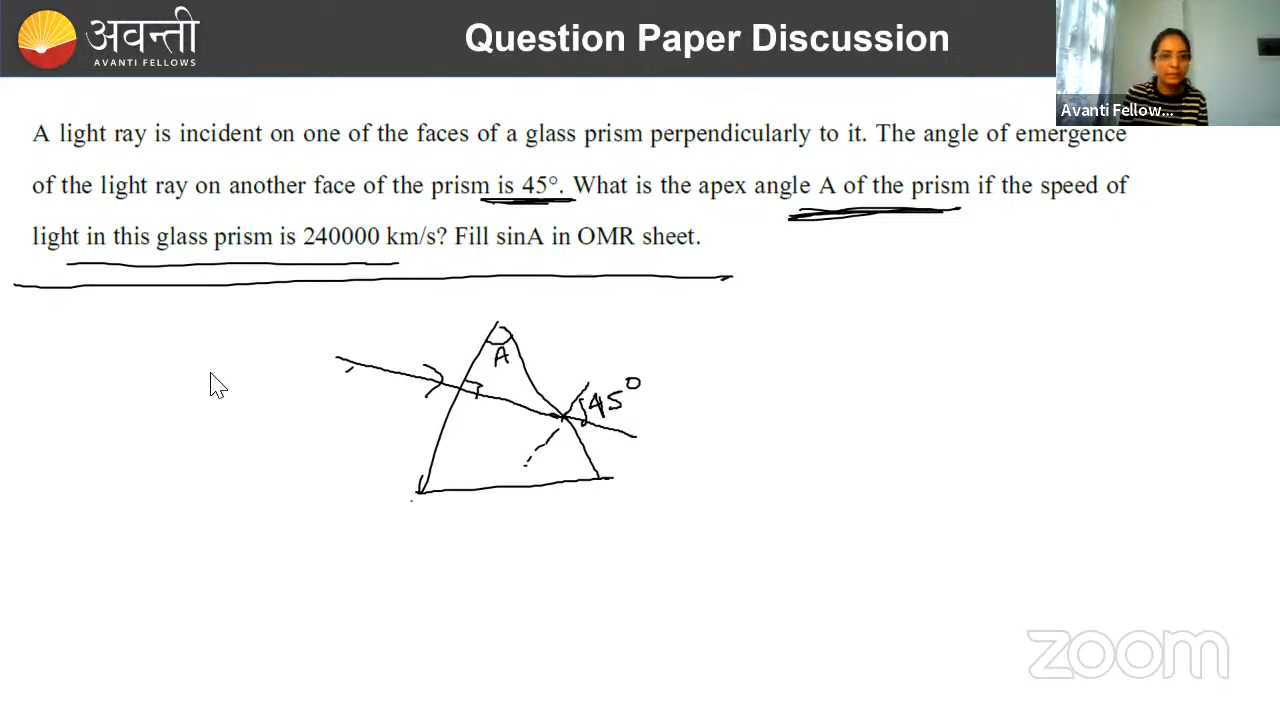 अवन्ती
AVANTI FELLOWS
Question Paper Discussion
Avanti Fellow...
A light ray is incident on one of the faces of a glass prism perpendicularly to it. The angle of emergence
of the light ray on another face of the prism is 45°. What is the apex angle A of the prism if the speed of
light in this glass prism is 240000 km/s? Fill sinA in OMR sheet.
A
45°
zoom